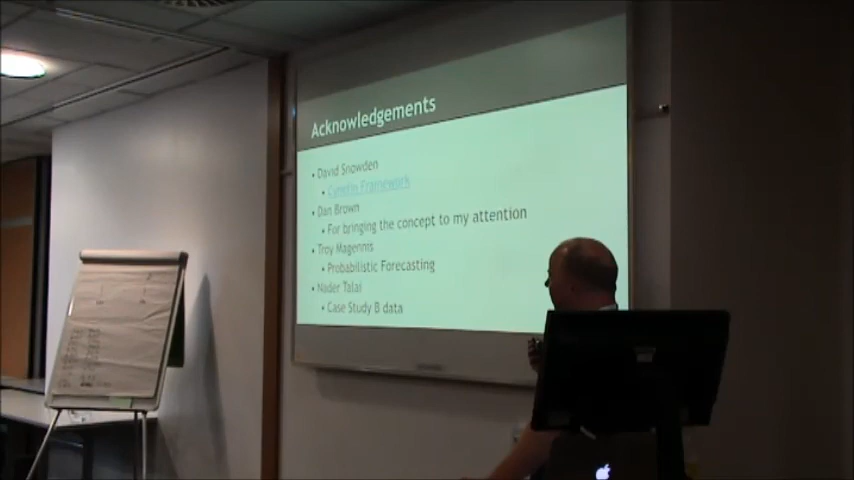 Acknowledgements
• David Snowden
• Cynefin Framework
• Dan Brown
• For bringing the concept to my attention
• Troy Magennis
• Probabilistic Forecasting
• Nader Talai
• Case Study B data